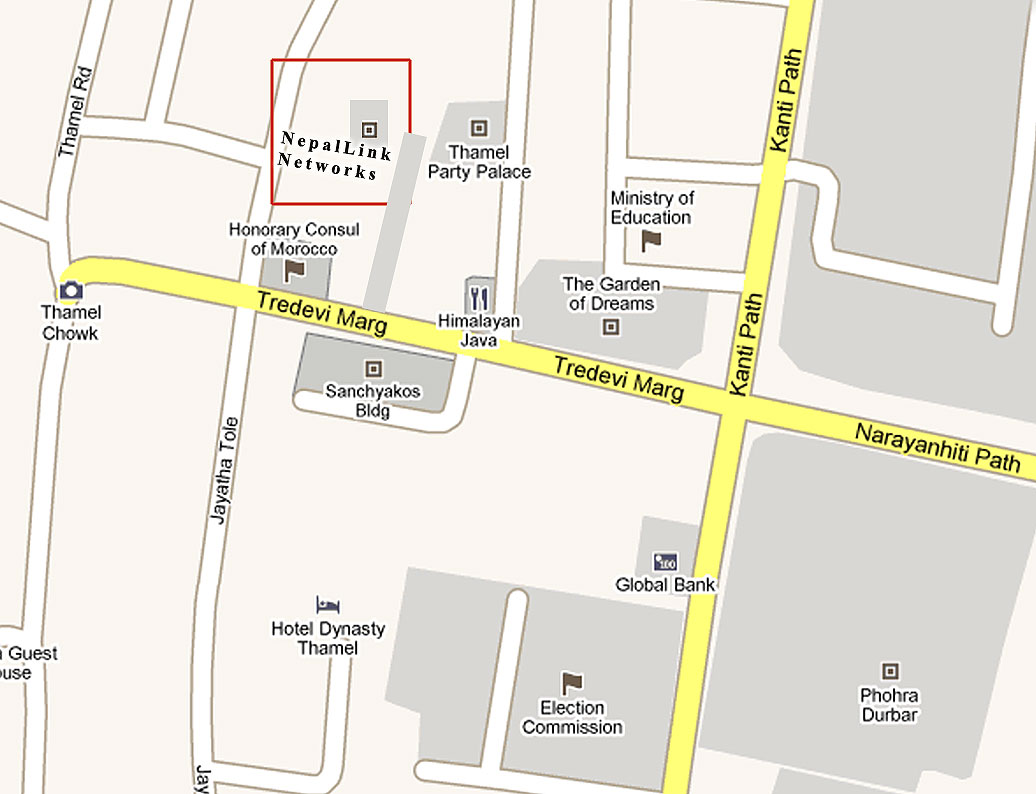 Kanti Path
Thamel Rd
NepalLink
Networks
Thamel
Party Palace
Ministry of
Education
Honorary Consul
of Morocco
The Garden
of Dreams
Thamel
Chowk
Tredevi Marg
Himalayan
Java
Kanti Path
Tredevi Marg
Sanchyakos
Bldg
Narayanhiti Path
Jayatha Tole
100
Global Bank
Hotel Dynasty
Thamel
Guest
ouse
Election
Commission
Phohra
Durbar
Jay